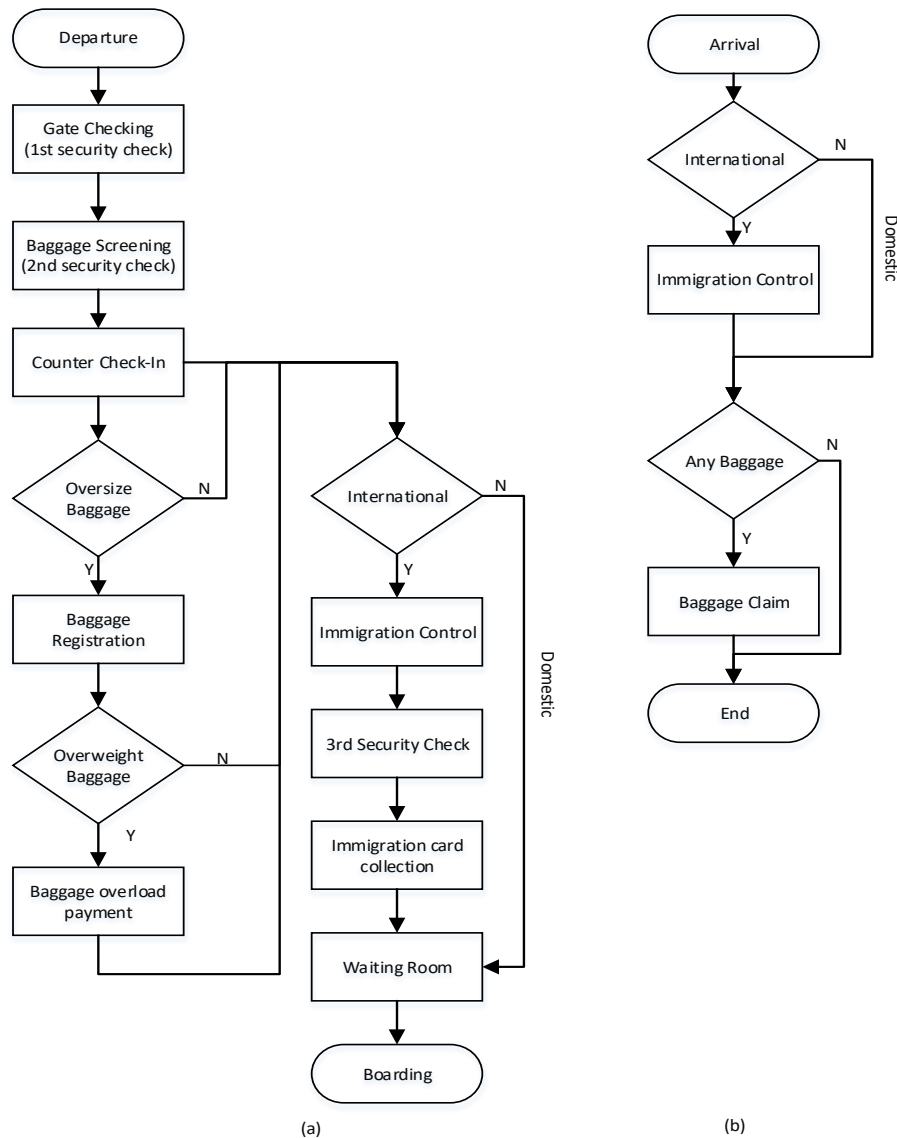 Departure
Gate Checking
(1st security check)
Baggage Screening
(2nd security check)
Counter Check-In
Oversize
Baggage
N
Y
Baggage
Registration
Overweight
Baggage
N
Y
Baggage overload
payment
International
N
Y
Domestic
Immigration Control
3rd Security Check
Immigration card
collection
Waiting Room
Boarding
(a)
Arrival
International
N
Y
Domestic
Immigration Control
Any Baggage
N
Y
Baggage Claim
End
(b)